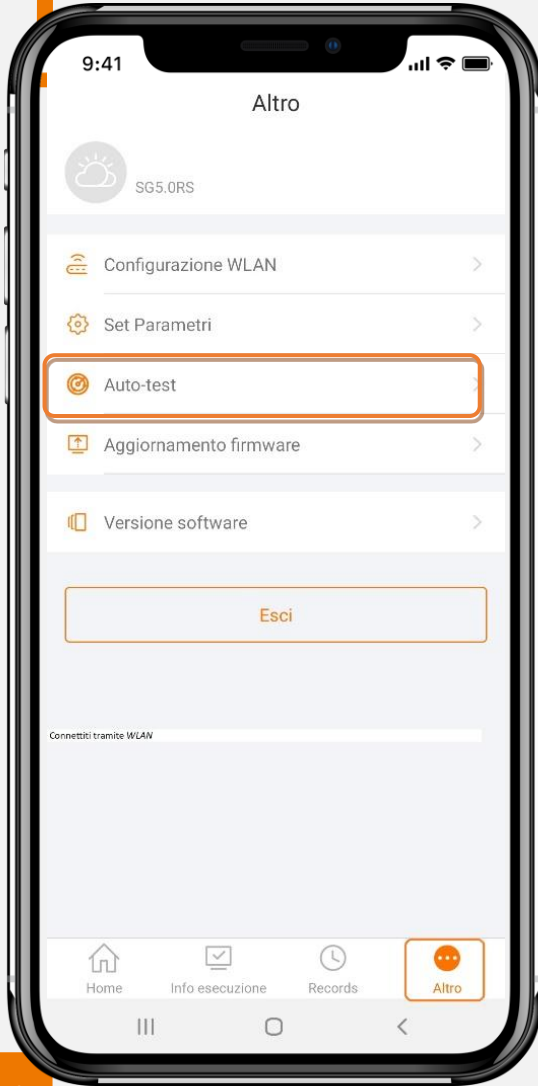 9:41
Altro
SG5.0RS
Configurazione WLAN
Set Parametri
Auto-test
Aggiornamento firmware
Versione software
Esci
Connettiti tramite WLAN
Home Info esecuzione Records Altro